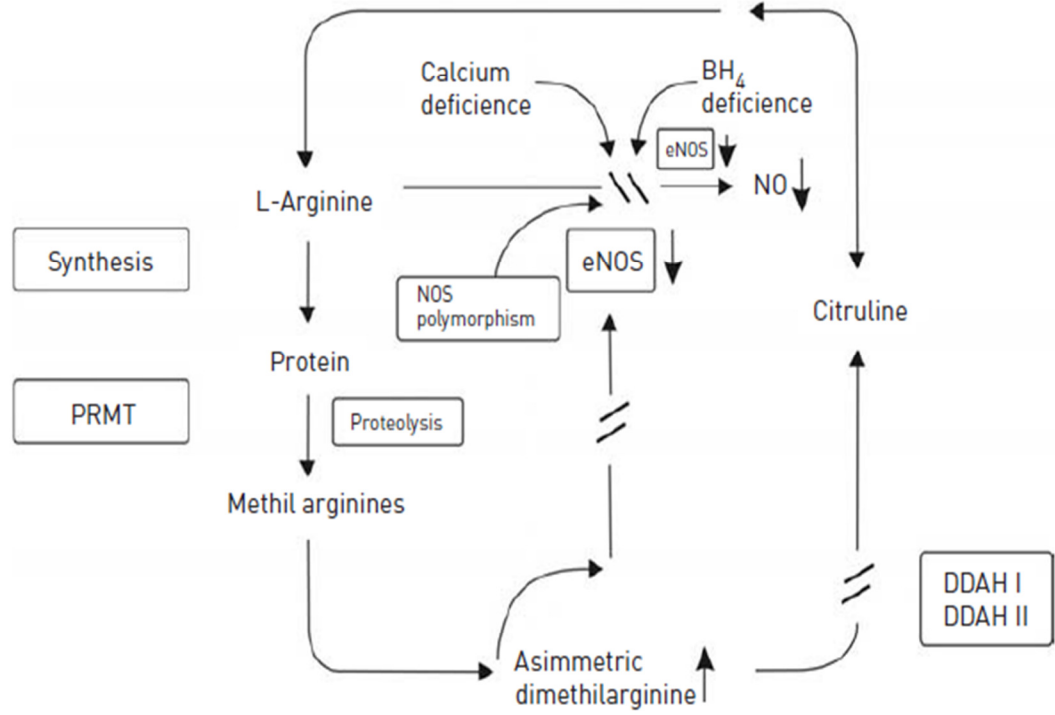 Calcium
deficience
BH4
deficience
eNOS
L-Arginine
NO
Synthesis
eNOS
NOS
polymorphism
Citruline
Protein
PRMT
Proteolysis
Methil arginines
DDAH I
DDAH II
Asimmetric
dimethilarginine